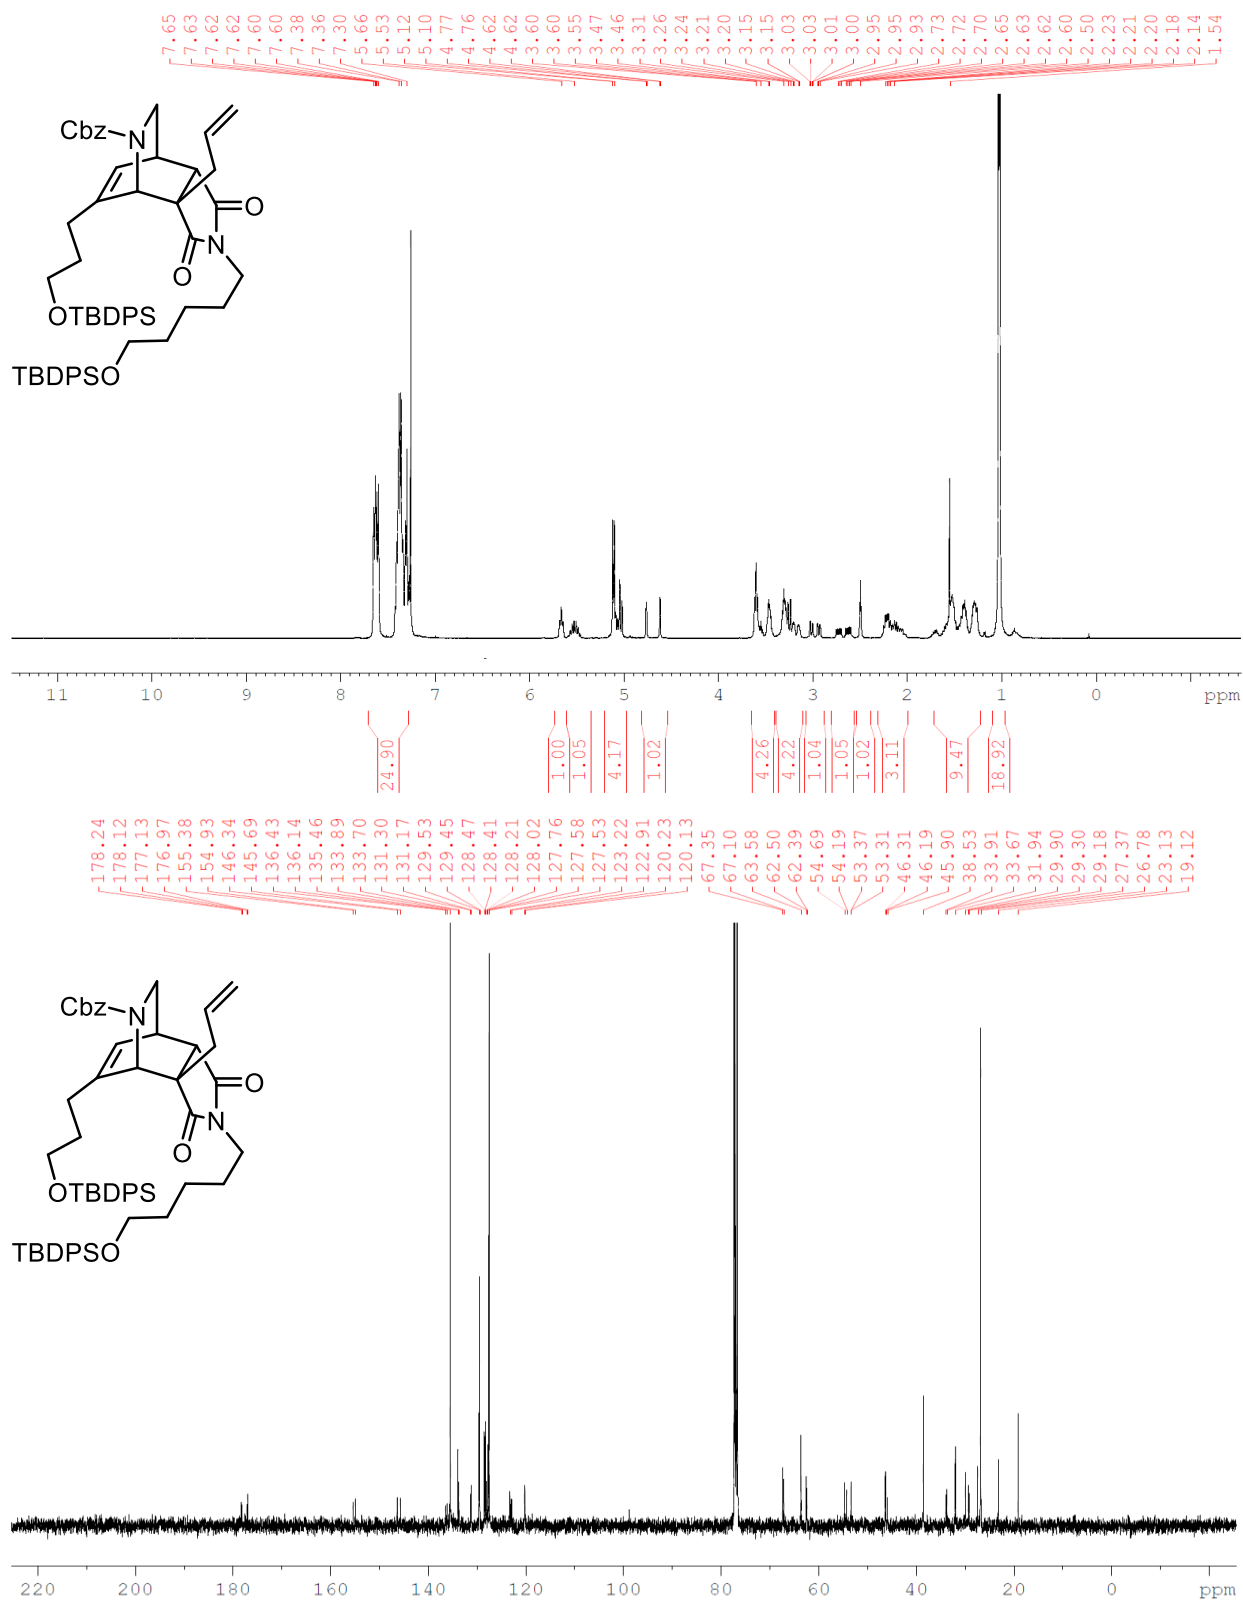 7.65 7.63 7.62 7.62 7.60 7.60 7.38 7.36 7.30 5.66 5.53 5.12 5.10 4.77 4.76 4.62 4.62 3.60 3.60 3.55 3.47 3.46 3.31 3.26 3.24 3.21 3.20 3.15 3.15 3.03 3.03 3.01 3.00 2.95 2.95 2.93 2.73 2.72 2.70 2.65 2.63 2.62 2.60 2.50 2.23 2.21 2.20 2.18 2.14 1.54
Cbz
N
O
N
O
OTBDPS
TBDPSO
11 10 9 8 7 6 5 4 3 2 1 0 ppm
24.90 1.00 1.05 4.17 1.02 4.26 4.22 1.04 1.05 1.02 3.11 9.47 18.92
178.24 178.12 177.13 176.97 155.38 154.93 146.34 145.69 136.43 136.14 135.46 133.89 133.70 131.30 131.17 129.53 129.45 128.47 128.41 128.21 128.02 127.76 127.58 127.53 123.22 122.91 120.23 120.13 67.35 67.10 63.58 62.50 62.39 54.69 54.19 53.37 53.31 46.31 46.19 45.90 38.53 33.91 33.67 31.94 29.90 29.30 29.18 27.37 26.78 23.13 19.12
Cbz
N
O
N
O
OTBDPS
TBDPSO
220 200 180 160 140 120 100 80 60 40 20 0 ppm